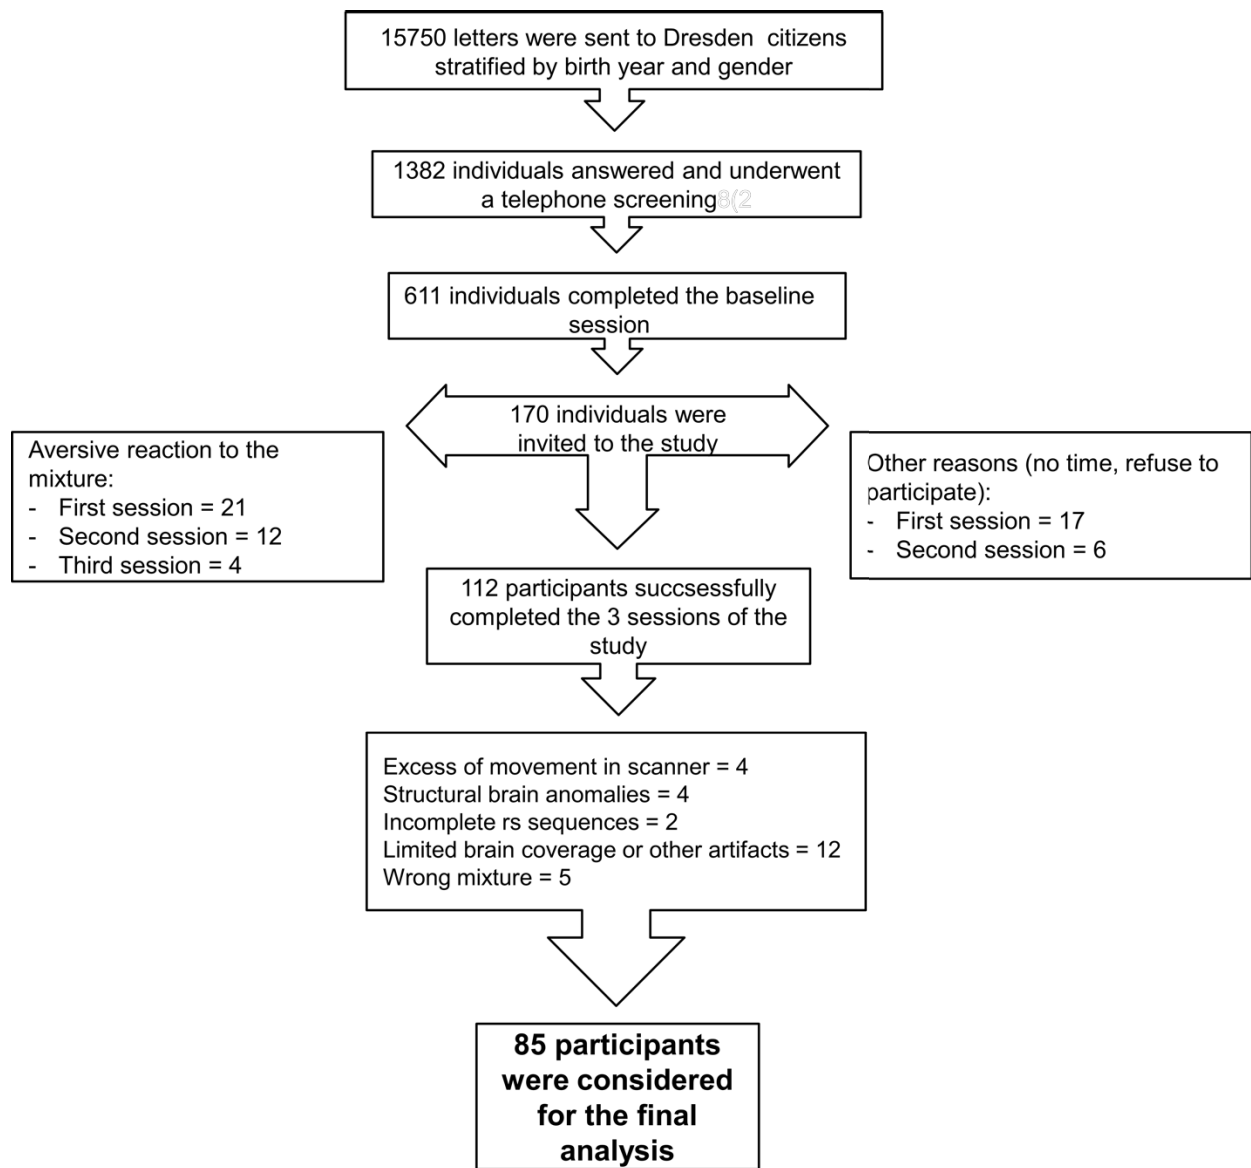 15750 letters were sent to Dresden citizens
stratified by birth year and gender
1382 individuals answered and underwent
a telephone screening8(2
611 individuals completed the baseline
session
170 individuals were
invited to the study
Aversive reaction to the
mixture:
- First session = 21
- Second session = 12
- Third session = 4
Other reasons (no time, refuse to
participate):
- First session = 17
- Second session = 6
112 participants succsessfully
completed the 3 sessions of the
study
Excess of movement in scanner = 4
Structural brain anomalies = 4
Incomplete rs sequences = 2
Limited brain coverage or other artifacts = 12
Wrong mixture = 5
85 participants
were considered
for the final
analysis